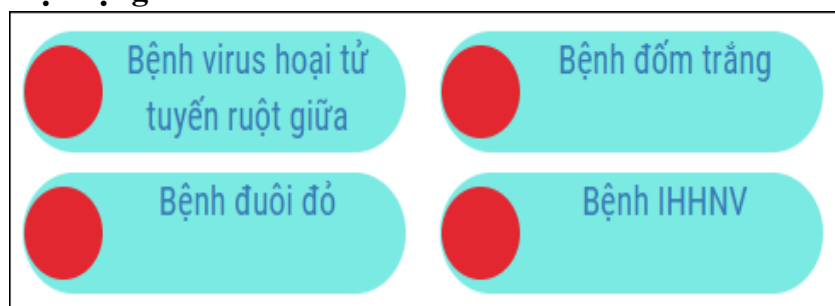 Bệnh virus hoại tử
tuyến ruột giữa
Bệnh đốm trắng
Bệnh đuôi đỏ
Bệnh IHHNV